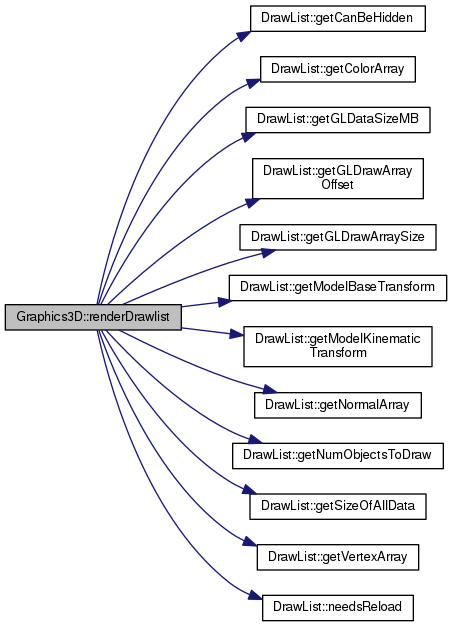 DrawList::getCanBeHidden
DrawList::getColorArray
DrawList::getGLDataSizeMB
DrawList::getGLDrawArray
Offset
DrawList::getGLDrawArraySize
DrawList::getModelBaseTransform
Graphics3D::renderDrawlist
DrawList::getModelKinematic
Transform
DrawList::getNormalArray
DrawList::getNumObjectsToDraw
DrawList::getSizeOfAllData
DrawList::getVertexArray
DrawList::needsReload